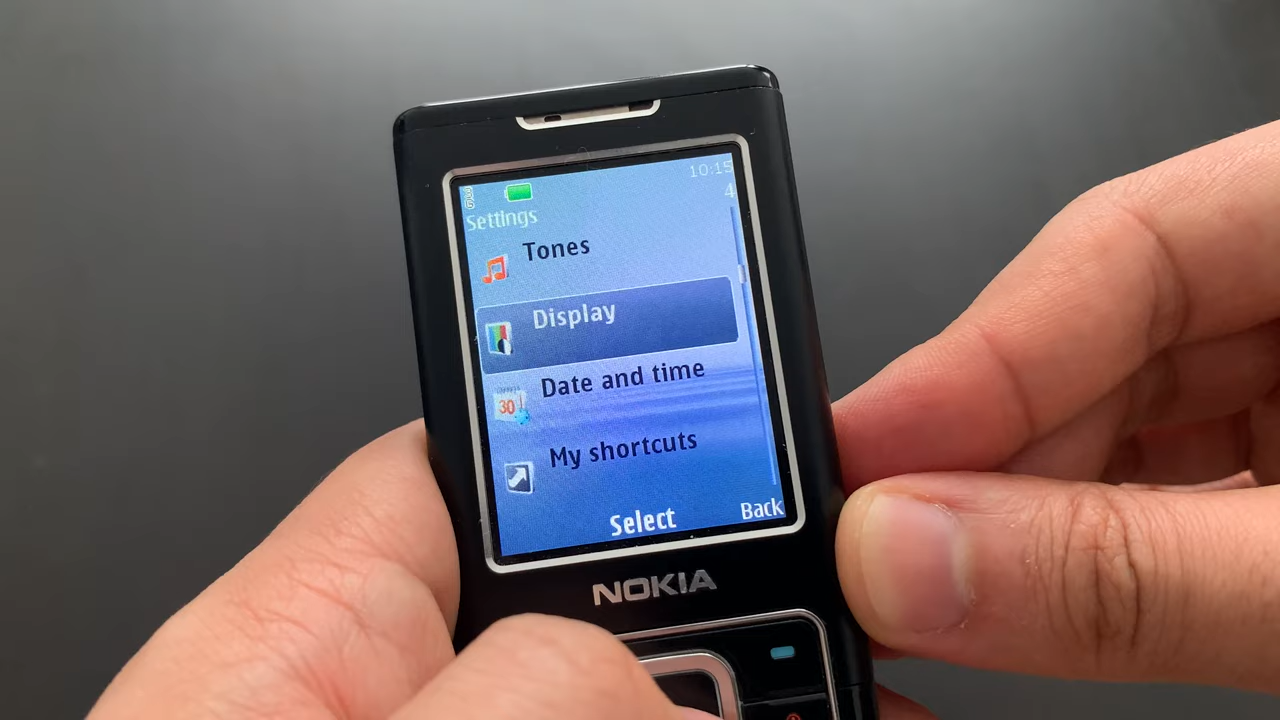 10:15
4
Settings
Tones
Display
30
Date and time
My shortcuts
Select
Back
NOKIA